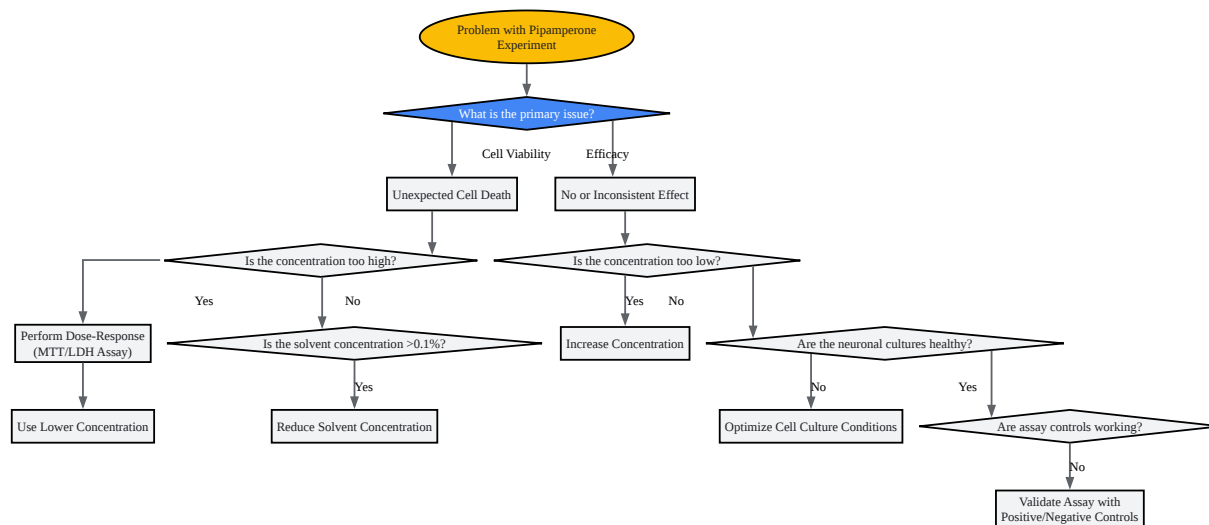 Problem with Pipamperone
Experiment
What is the primary issue?
Cell Viability
Efficacy
Unexpected Cell Death
No or Inconsistent Effect
Is the concentration too high?
Is the concentration too low?
Yes
No
Yes
No
Perform Dose-Response
(MTT/LDH Assay)
Is the solvent concentration >0.1%?
Increase Concentration
Are the neuronal cultures healthy?
Yes
No
Yes
Use Lower Concentration
Reduce Solvent Concentration
Optimize Cell Culture Conditions
Are assay controls working?
No
Validate Assay with
Positive/Negative Controls